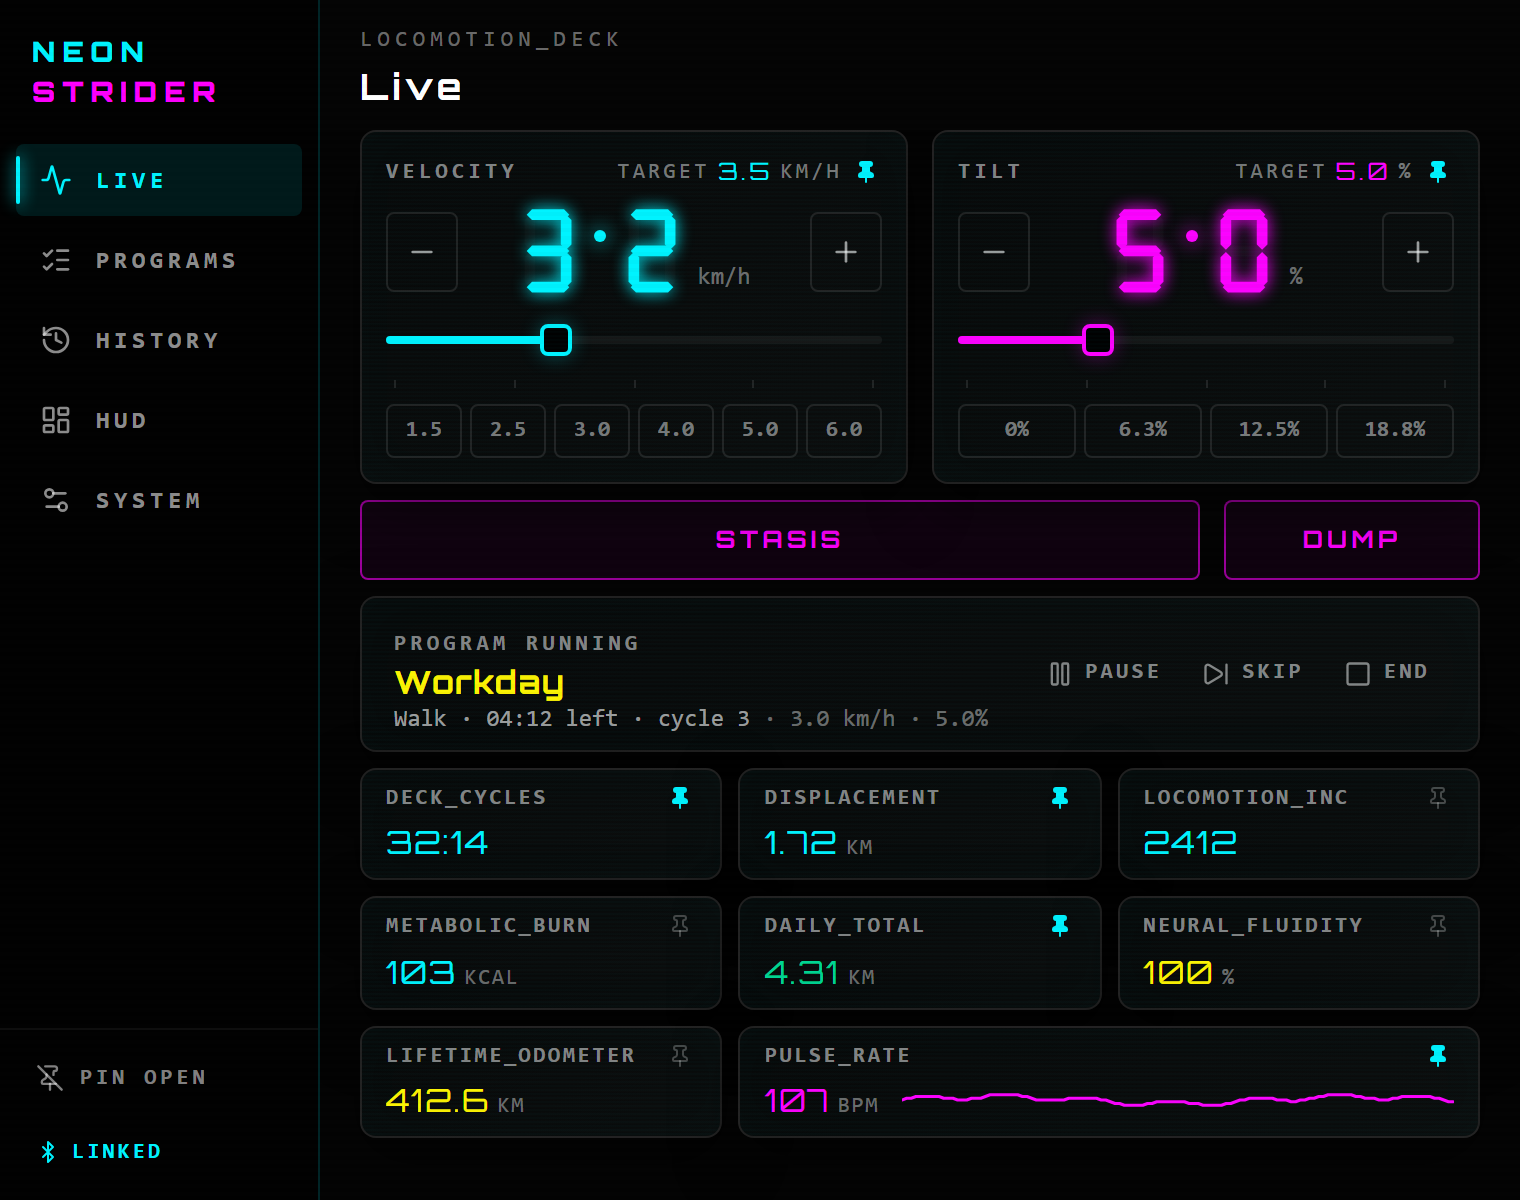 NEON
STRIDER
LIVE
PROGRAMS
HISTORY
HUD
SYSTEM
PIN OPEN
LINKED
LOCOMOTION_DECK
Live
VELOCITY TARGET 3.5 KM/H
3.2 km/h
1.5 2.5 3.0 4.0 5.0 6.0
TILT TARGET 5.0 %
5.0 %
0% 6.3% 12.5% 18.8%
STASIS DUMP
PROGRAM RUNNING
Workday
Walk · 04:12 left · cycle 3 · 3.0 km/h · 5.0%
PAUSE SKIP END
DECK_CYCLES
32:14
DISPLACEMENT
1.72 KM
LOCOMOTION_INC
2412
METABOLIC_BURN
103 KCAL
DAILY_TOTAL
4.31 KM
NEURAL_FLUIDITY
100 %
LIFETIME_ODOMETER
412.6 KM
PULSE_RATE
107 BPM